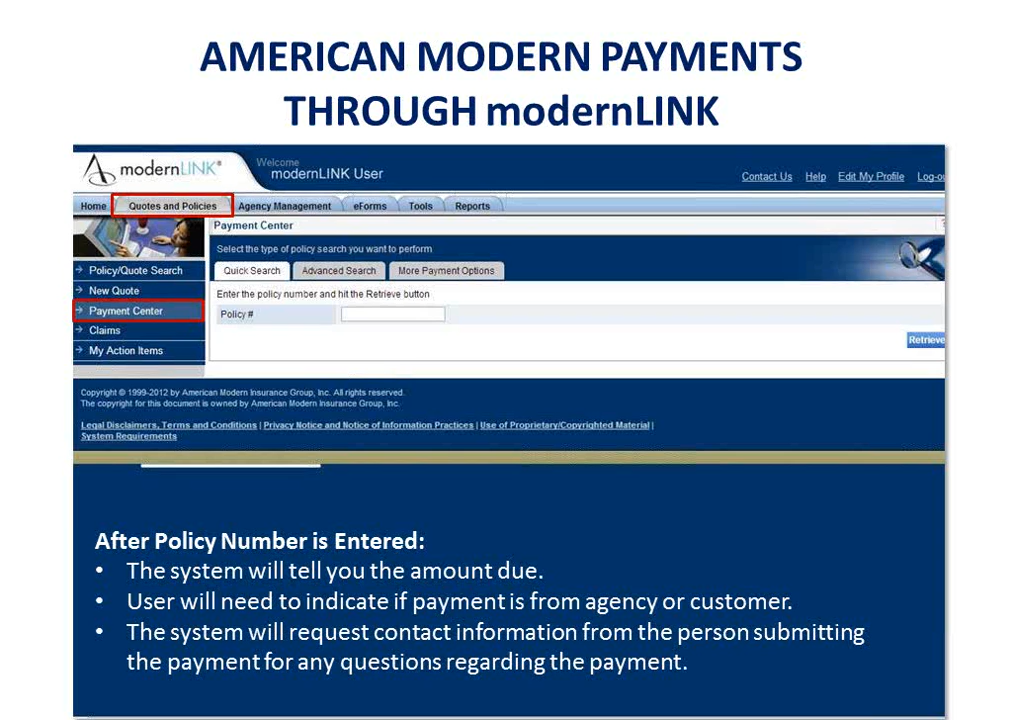 AMERICAN MODERN PAYMENTS
THROUGH modernLINK
modernLINK®
Welcome
modernLINK User
Contact Us Help Edit My Profile Log-ou
Home Quotes and Policies Agency Management eForms Tools Reports
Payment Center ?
Select the type of policy search you want to perform
Policy/Quote Search
New Quote
Payment Center
Claims
My Action Items
Quick Search Advanced Search More Payment Options
Enter the policy number and hit the Retrieve button
Policy #
Retrieve
Copyright © 1999-2012 by American Modern Insurance Group, Inc. All rights reserved.
The copyright for this document is owned by American Modern Insurance Group, Inc.
Legal Disclaimers, Terms and Conditions | Privacy Notice and Notice of Information Practices | Use of Proprietary/Copyrighted Material |
System Requirements
After Policy Number is Entered:
• The system will tell you the amount due.
• User will need to indicate if payment is from agency or customer.
• The system will request contact information from the person submitting
the payment for any questions regarding the payment.